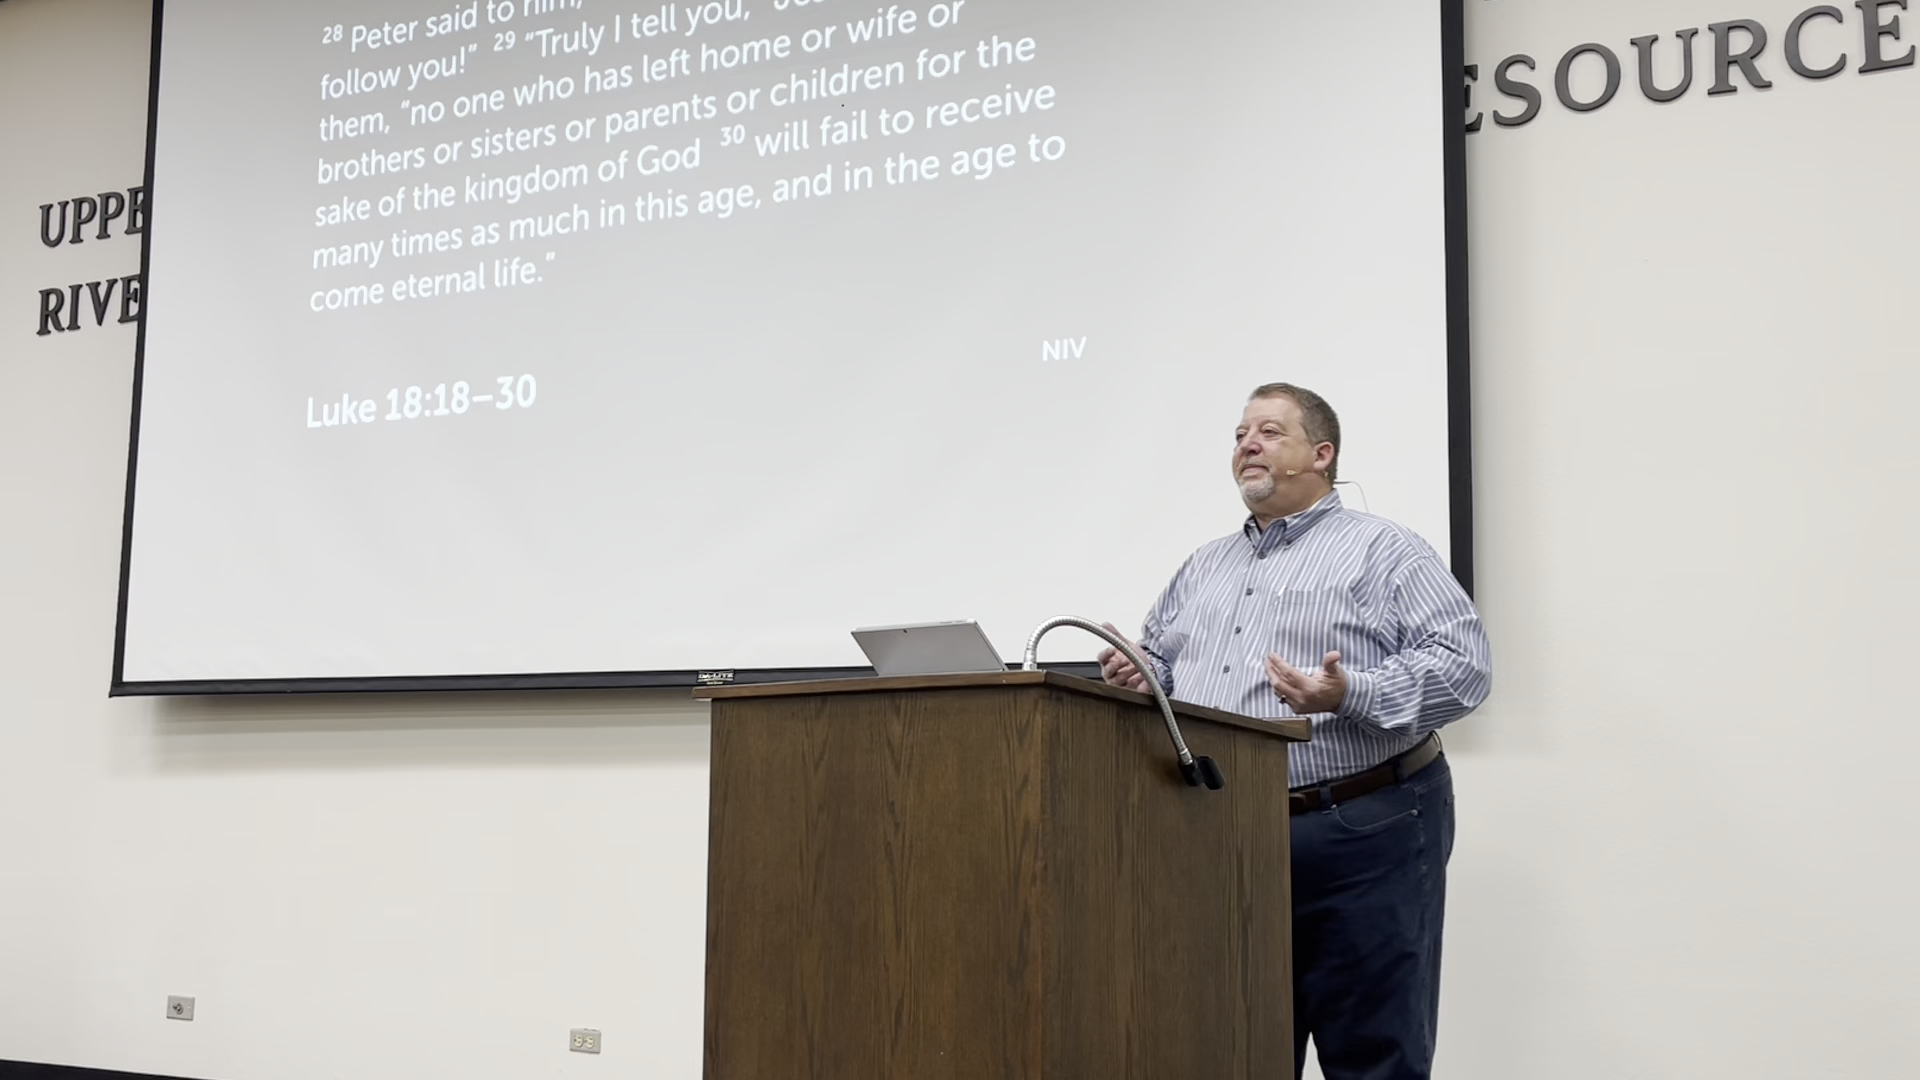 28 Peter said to him,
follow you!” 29 “Truly I tell you,”
them, “no one who has left home or wife or
brothers or sisters or parents or children for the
sake of the kingdom of God 30 will fail to receive
many times as much in this age, and in the age to
come eternal life.”
NIV
Luke 18:18–30
UPPE
RIVE
ESOURCE
DA-LITE